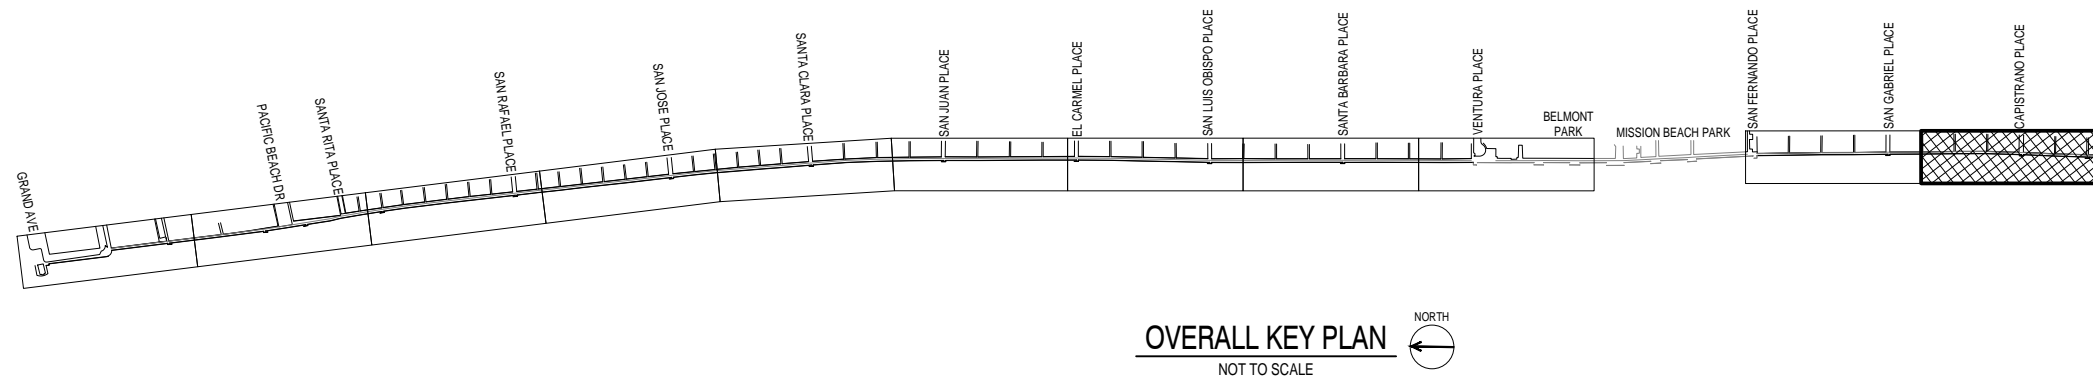 GRAND AVE
PACIFIC BEACH DR
SANTA RITA PLACE
SAN RAFAEL PLACE
SAN JOSE PLACE
SANTA CLARA PLACE
SAN JUAN PLACE
EL CARMEL PLACE
SAN LUIS OBISPO PLACE
SANTA BARBARA PLACE
VENTURA PLACE
BELMONT
PARK
MISSION BEACH PARK
SAN FERNANDO PLACE
SAN GABRIEL PLACE
CAPISTRANO PLACE
OVERALL KEY PLAN
NOT TO SCALE
NORTH